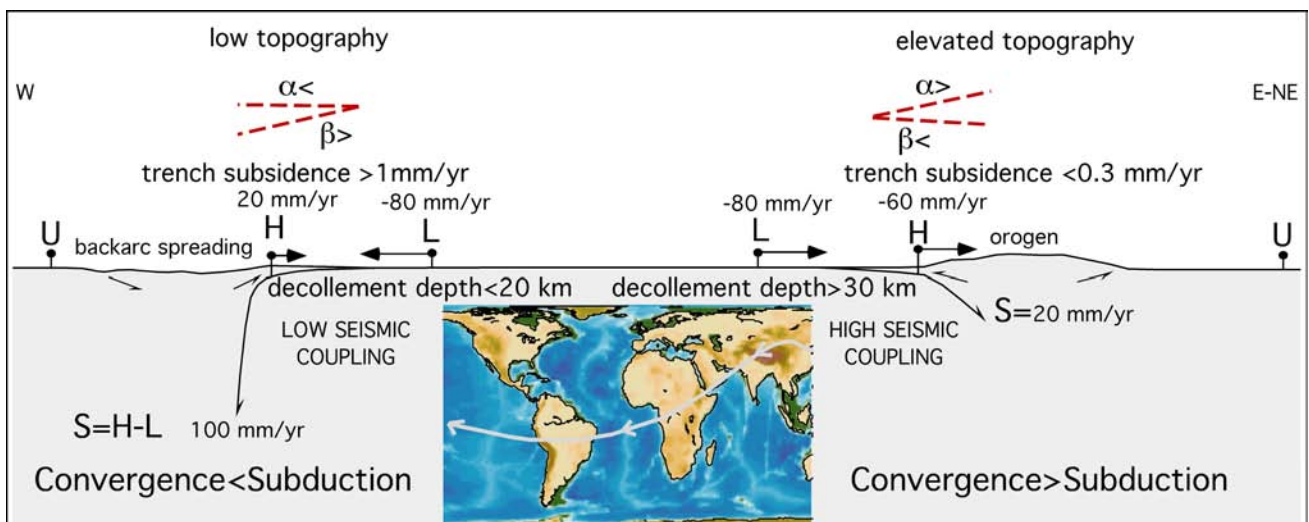 low topography
elevated topography
W
α<
β>
α>
β<
E-NE
trench subsidence >1mm/yr
trench subsidence <0.3 mm/yr
20 mm/yr
-80 mm/yr
-80 mm/yr
-60 mm/yr
U
backarc spreading
H
L
L
H
orogen
U
decollement depth<20 km
decollement depth>30 km
LOW SEISMIC
COUPLING
HIGH SEISMIC
COUPLING
S=20 mm/yr
S=H-L
100 mm/yr
Convergence<Subduction
Convergence>Subduction